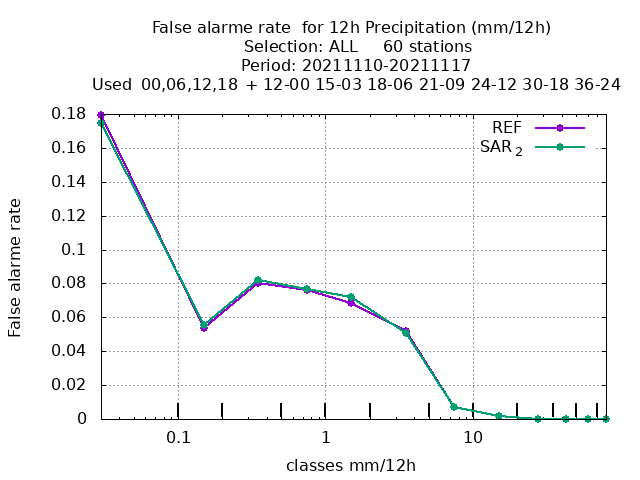 False alarme rate  for 12h Precipitation (mm/12h)
Selection: ALL     60 stations
Period: 20211110-20211117
Used  00,06,12,18  + 12-00 15-03 18-06 21-09 24-12 30-18 36-24
0.18
0.16
0.14
0.12
0.1
0.08
0.06
0.04
0.02
0
False alarme rate
REF
SAR 2
0.1
1
10
classes mm/12h